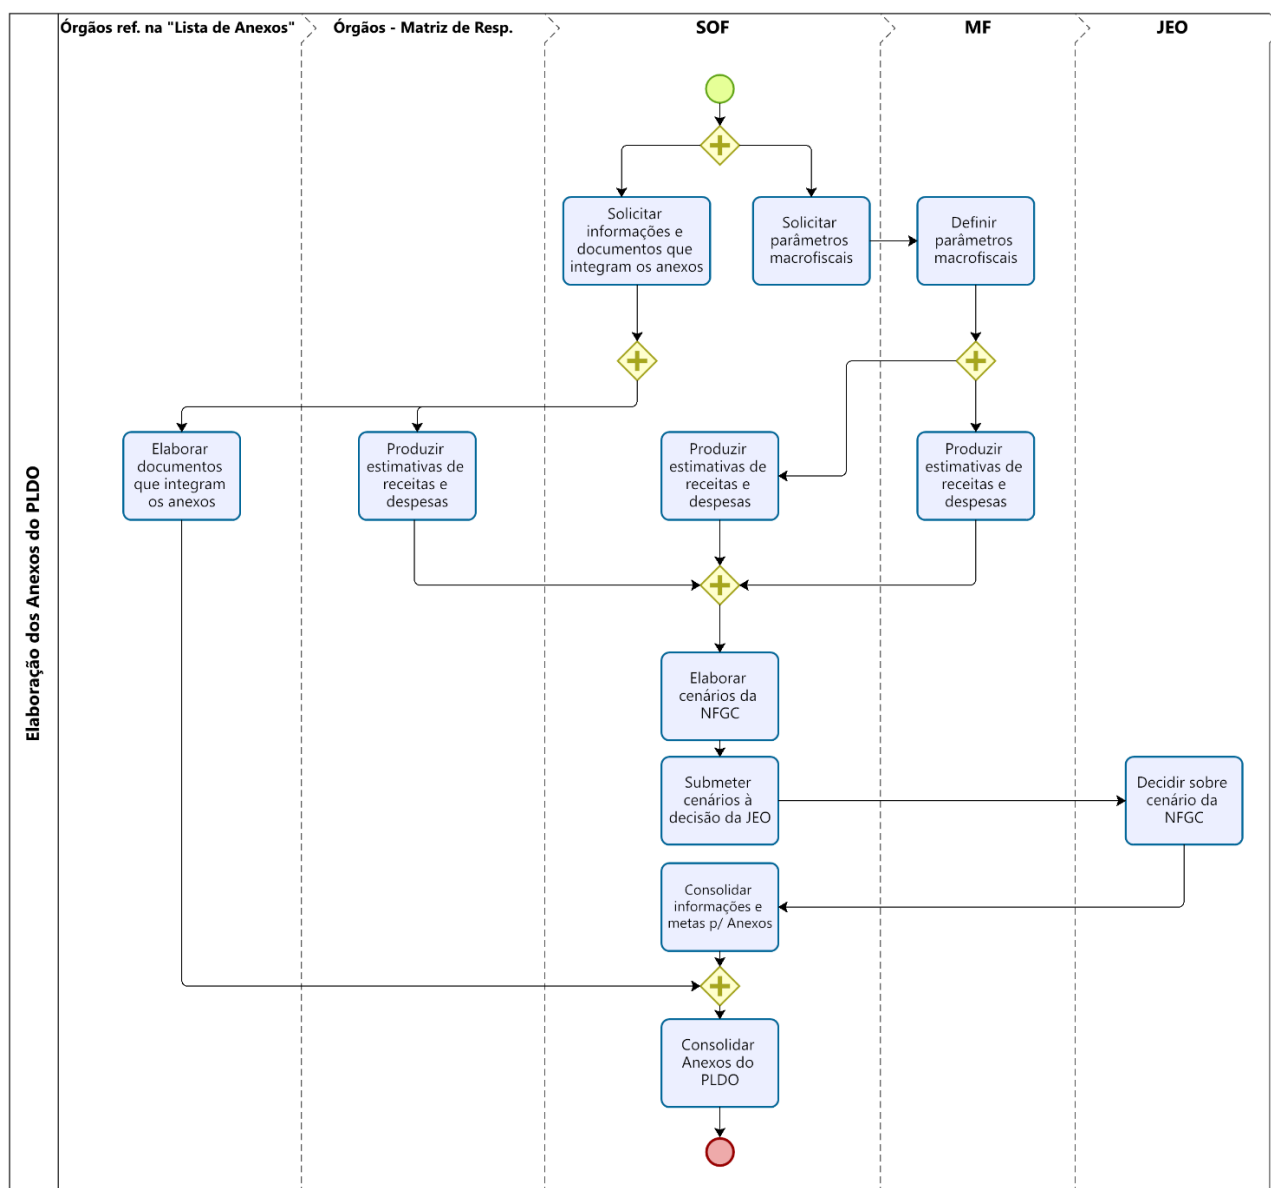 Órgãos ref. na "Lista de Anexos"
Órgãos - Matriz de Resp.
SOF
MF
JEO
Elaboração dos Anexos do PLDO
Solicitar
informações e
documentos que
integram os anexos
Solicitar
parâmetros
macrofiscais
Definir
parâmetros
macrofiscais
Elaborar
documentos
que integram
os anexos
Produzir
estimativas de
receitas e
despesas
Produzir
estimativas de
receitas e
despesas
Produzir
estimativas de
receitas e
despesas
Elaborar
cenários da
NFGC
Submeter
cenários à
decisão da JEO
Decidir sobre
cenário da
NFGC
Consolidar
informações e
metas p/ Anexos
Consolidar
Anexos do
PLDO